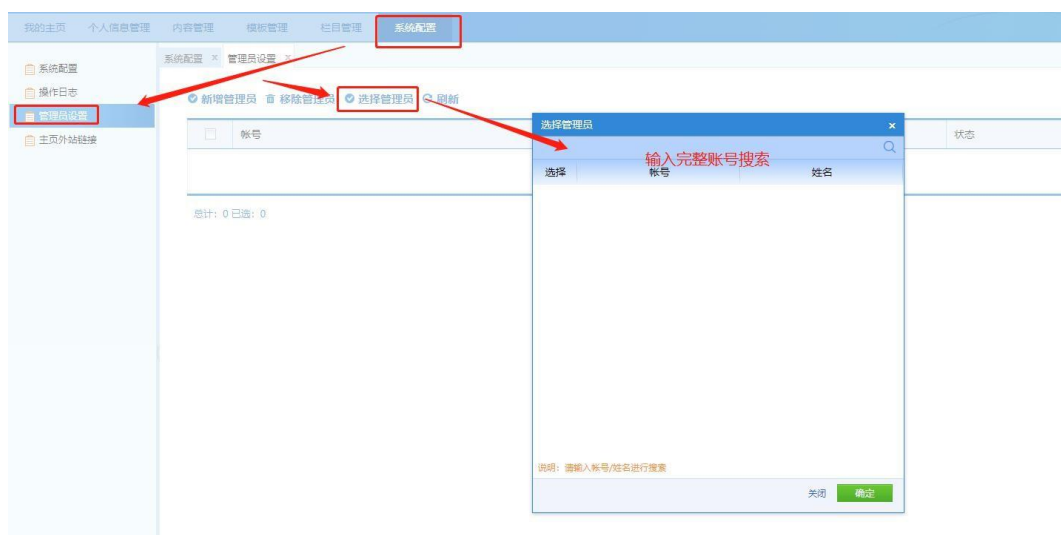 我的主页 个人信息管理 内容管理 模板管理 栏目管理 系统配置
系统配置 × 管理员设置 ×
系统配置
操作日志
管理员设置
主页外站链接
新增管理员 移除管理员 选择管理员 刷新
帐号 状态
总计: 0 已选: 0
选择管理员 ×
输入完整账号搜索
选择 帐号 姓名
说明: 请输入帐号/姓名进行搜索
关闭 确定